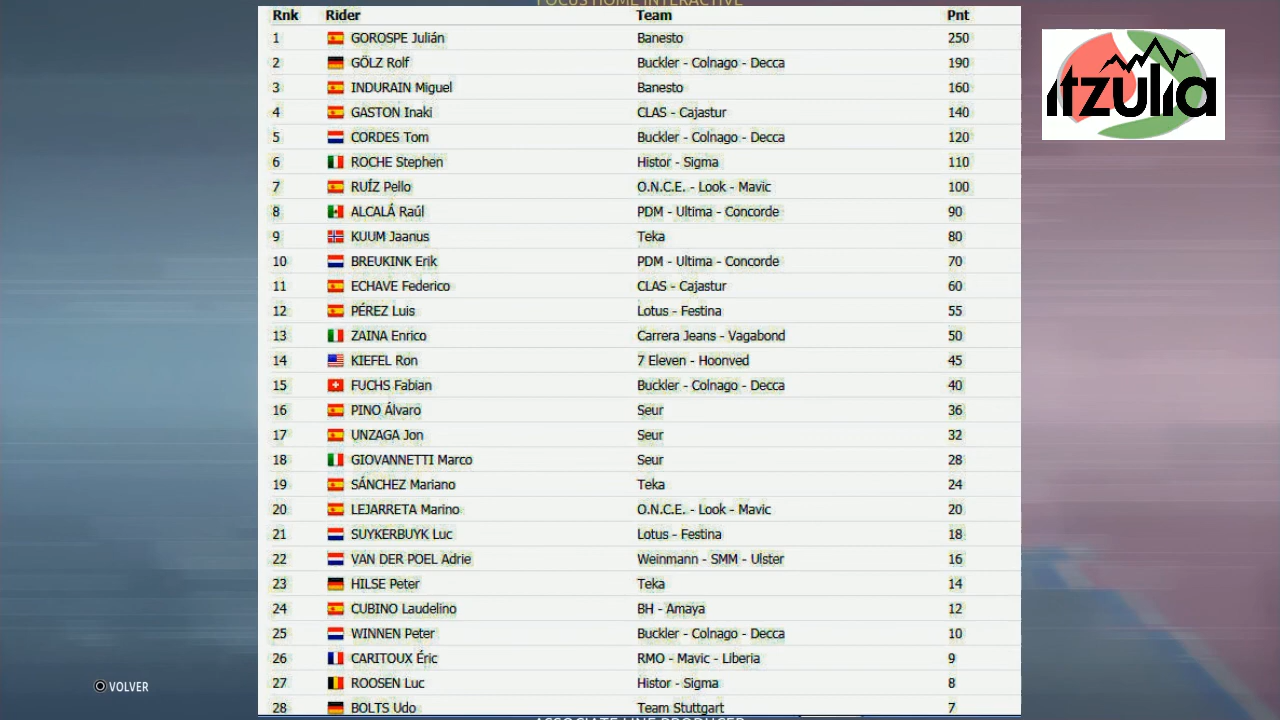 FOCUS HOME INTERACTIVE
Rnk Rider Team Pnt
1 GOROSPE Julián Banesto 250
2 GÖLZ Rolf Buckler - Colnago - Decca 190
3 INDURAIN Miguel Banesto 160
4 GASTON Inaki CLAS - Cajastur 140
5 CORDES Tom Buckler - Colnago - Decca 120
6 ROCHE Stephen Histor - Sigma 110
7 RUÍZ Pello O.N.C.E. - Look - Mavic 100
8 ALCALÁ Raúl PDM - Ultima - Concorde 90
9 KUUM Jaanus Teka 80
10 BREUKINK Erik PDM - Ultima - Concorde 70
11 ECHAVE Federico CLAS - Cajastur 60
12 PÉREZ Luis Lotus - Festina 55
13 ZAINA Enrico Carrera Jeans - Vagabond 50
14 KIEFEL Ron 7 Eleven - Hoonved 45
15 FUCHS Fabian Buckler - Colnago - Decca 40
16 PINO Álvaro Seur 36
17 UNZAGA Jon Seur 32
18 GIOVANNETTI Marco Seur 28
19 SÁNCHEZ Mariano Teka 24
20 LEJARRETA Marino O.N.C.E. - Look - Mavic 20
21 SUYKERBUYK Luc Lotus - Festina 18
22 VAN DER POEL Adrie Weinmann - SMM - Ulster 16
23 HILSE Peter Teka 14
24 CUBINO Laudelino BH - Amaya 12
25 WINNEN Peter Buckler - Colnago - Decca 10
26 CARITOUX Éric RMO - Mavic - Liberia 9
27 ROOSEN Luc Histor - Sigma 8
28 BOLTS Udo Team Stuttgart 7
ASSOCIATE LINE PRODUCER
itzulia
VOLVER